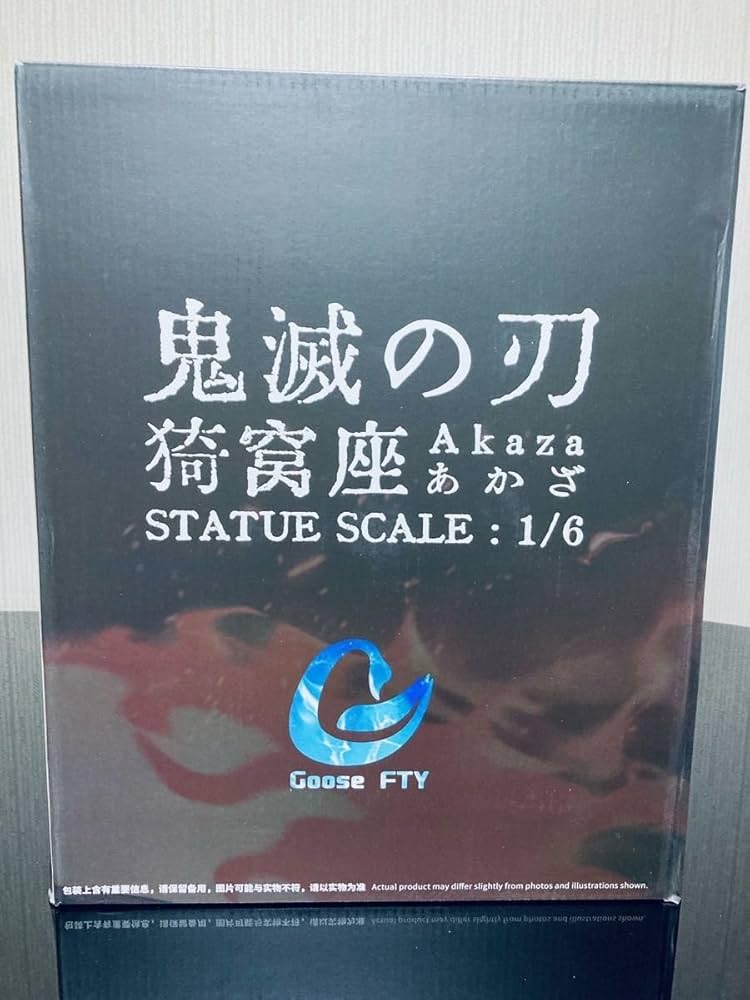 鬼滅の刃
猗窩座 Akaza
あかざ
STATUE SCALE : 1/6
Goose FTY
包装上含有重要信息，请保留备用，图片可能与实物不符，请以实物为准 Actual product may differ slightly from photos and illustrations shown.